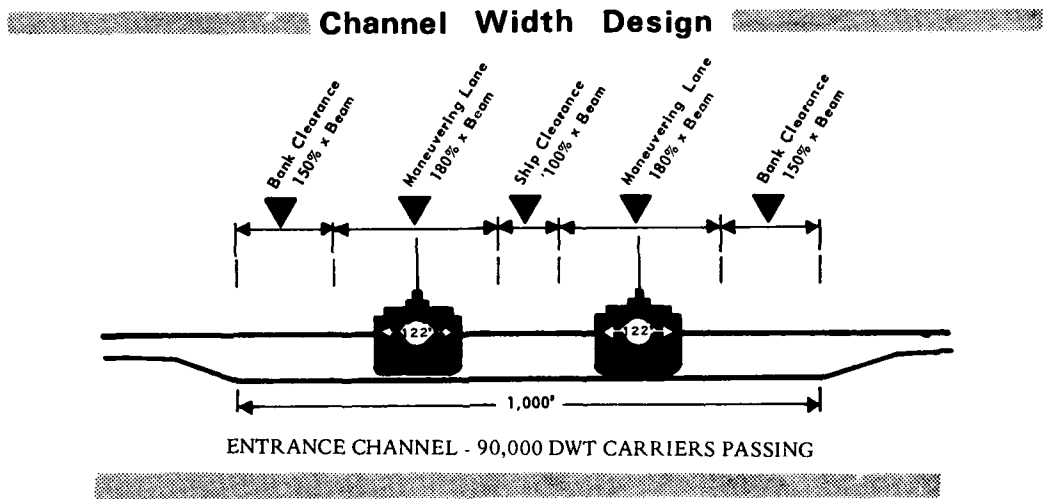 Channel Width Design
Bank Clearance
150% x Beam
Maneuvering Lane
180% x Beam
Ship Clearance
'100% x Beam
Maneuvering Lane
180% x Beam
Bank Clearance
150% x Beam
122'
122'
1,000'
ENTRANCE CHANNEL - 90,000 DWT CARRIERS PASSING